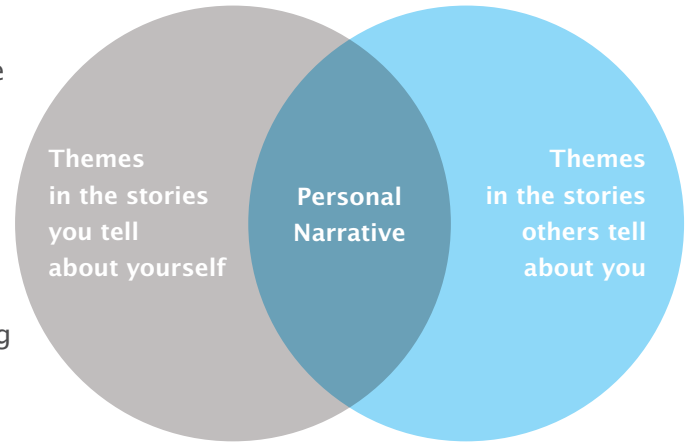 e
Themes
in the stories
you tell
about yourself
Personal
Narrative
Themes
in the stories
others tell
about you
g